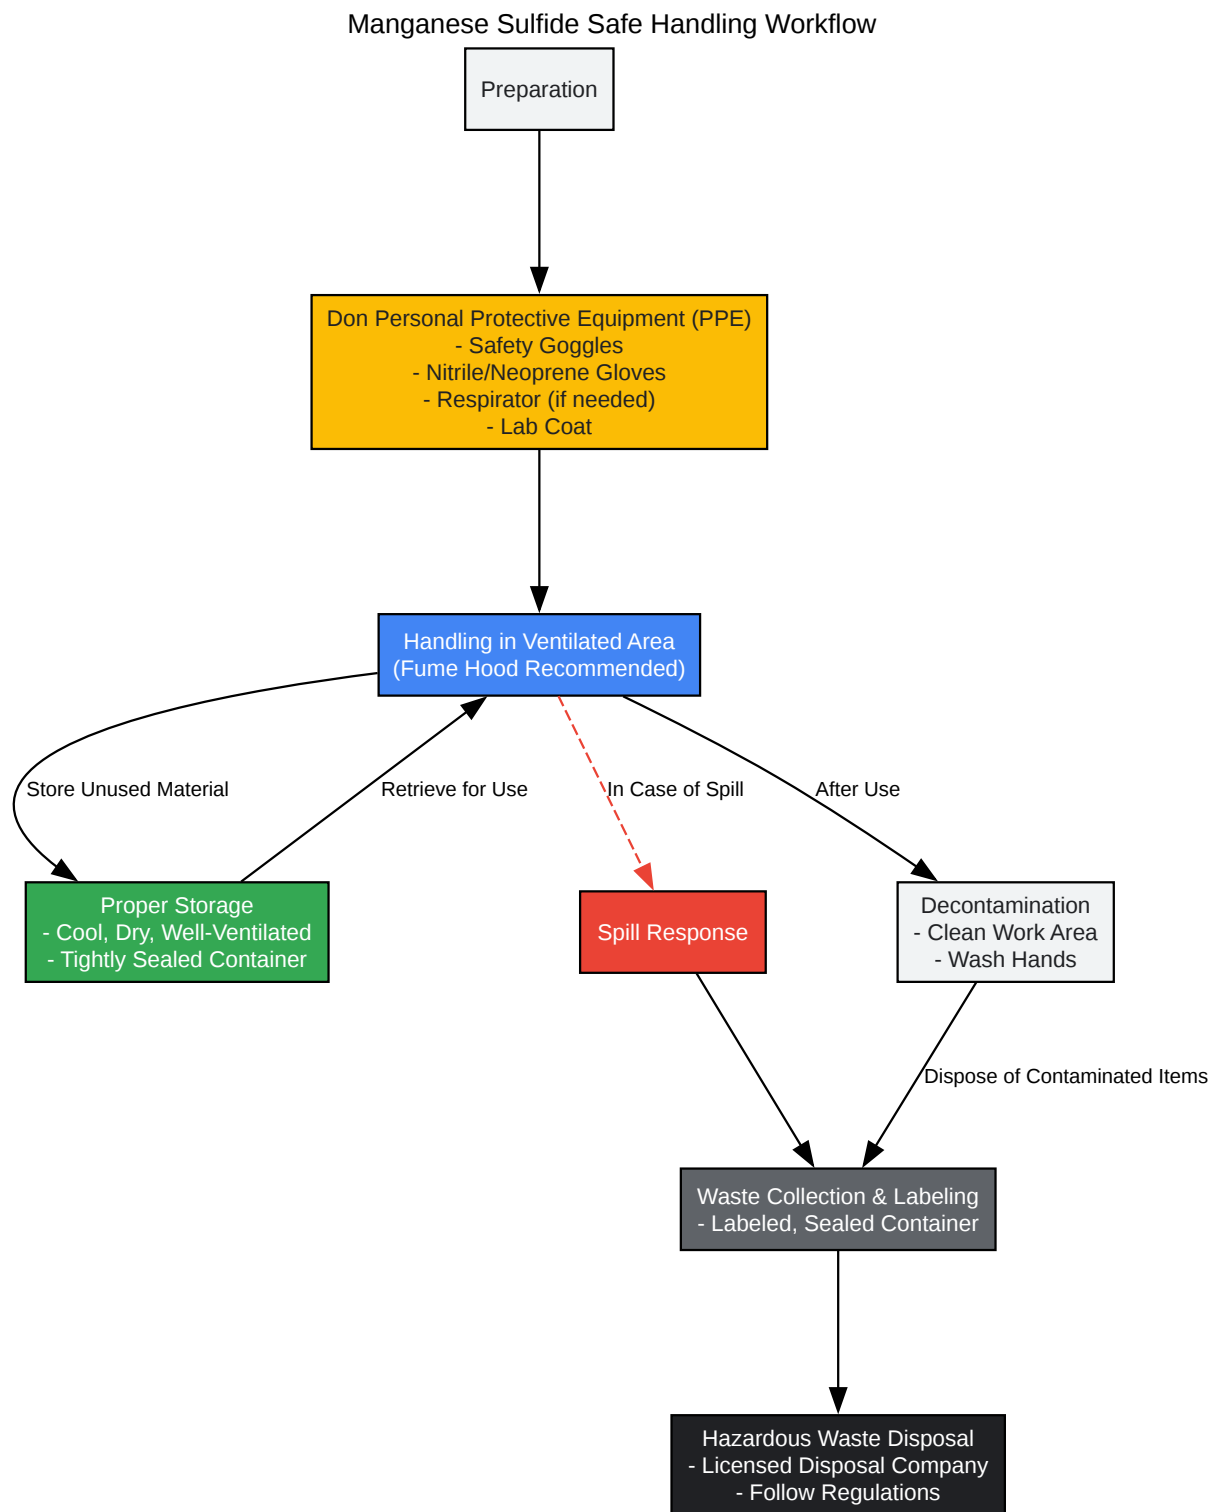 Manganese Sulfide Safe Handling Workflow
Preparation
Don Personal Protective Equipment (PPE)
- Safety Goggles
- Nitrile/Neoprene Gloves
- Respirator (if needed)
- Lab Coat
Handling in Ventilated Area
(Fume Hood Recommended)
Store Unused Material
Retrieve for Use
In Case of Spill
After Use
Proper Storage
- Cool, Dry, Well-Ventilated
- Tightly Sealed Container
Spill Response
Decontamination
- Clean Work Area
- Wash Hands
Dispose of Contaminated Items
Waste Collection & Labeling
- Labeled, Sealed Container
Hazardous Waste Disposal
- Licensed Disposal Company
- Follow Regulations